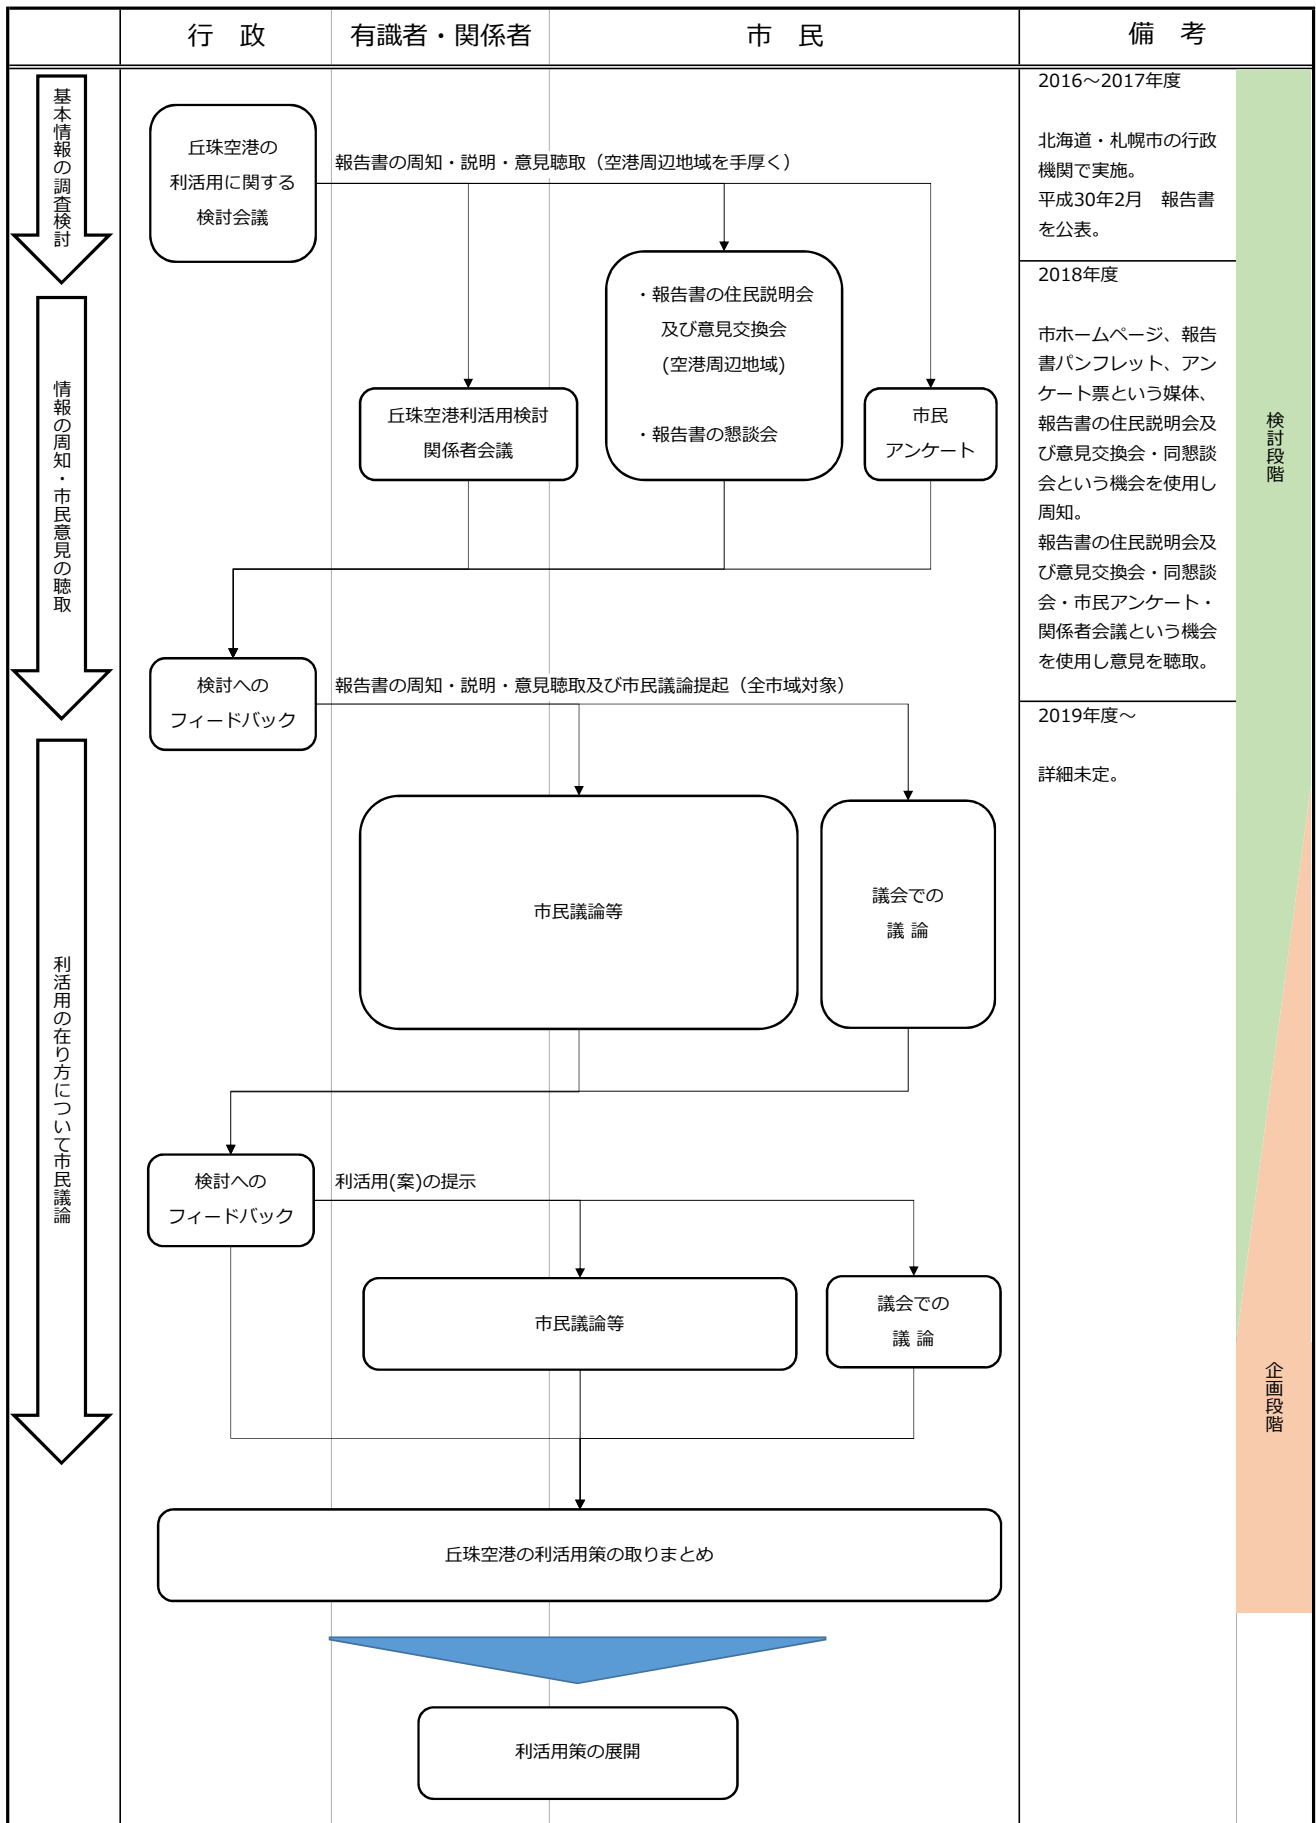 行　政
有識者・関係者
市　民
備　考
基本情報の調査検討
丘珠空港の
利活用に関する
検討会議
報告書の周知・説明・意見聴取（空港周辺地域を手厚く）
2016～2017年度
北海道・札幌市の行政
機関で実施。
平成30年2月　報告書
を公表。
情報の周知・市民意見の聴取
丘珠空港利活用検討
関係者会議
・報告書の住民説明会
及び意見交換会
(空港周辺地域)
・報告書の懇談会
市民
アンケート
2018年度
市ホームページ、報告
書パンフレット、アン
ケート票という媒体、
報告書の住民説明会及
び意見交換会・同懇談
会という機会を使用し
周知。
報告書の住民説明会及
び意見交換会・同懇談
会・市民アンケート・
関係者会議という機会
を使用し意見を聴取。
検討段階
検討への
フィードバック
報告書の周知・説明・意見聴取及び市民議論提起（全市域対象）
2019年度～
詳細未定。
利活用の在り方について市民議論
市民議論等
議会での
議 論
検討への
フィードバック
利活用(案)の提示
市民議論等
議会での
議 論
企画段階
丘珠空港の利活用策の取りまとめ
利活用策の展開